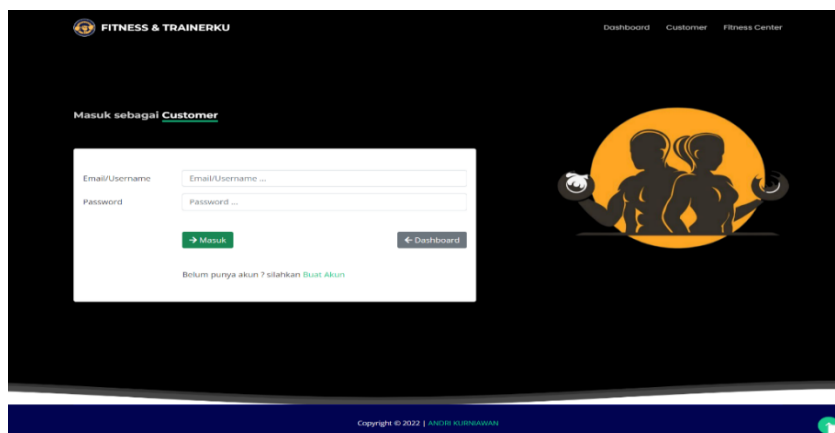 FITNESS & TRAINERKU
Dashboard Customer Fitness Center
Masuk sebagai Customer
Email/Username Email/Username ...
Password Password ...
→ Masuk ← Dashboard
Belum punya akun ? silahkan Buat Akun
Copyright © 2022 | ANDRI KURNIAWAN